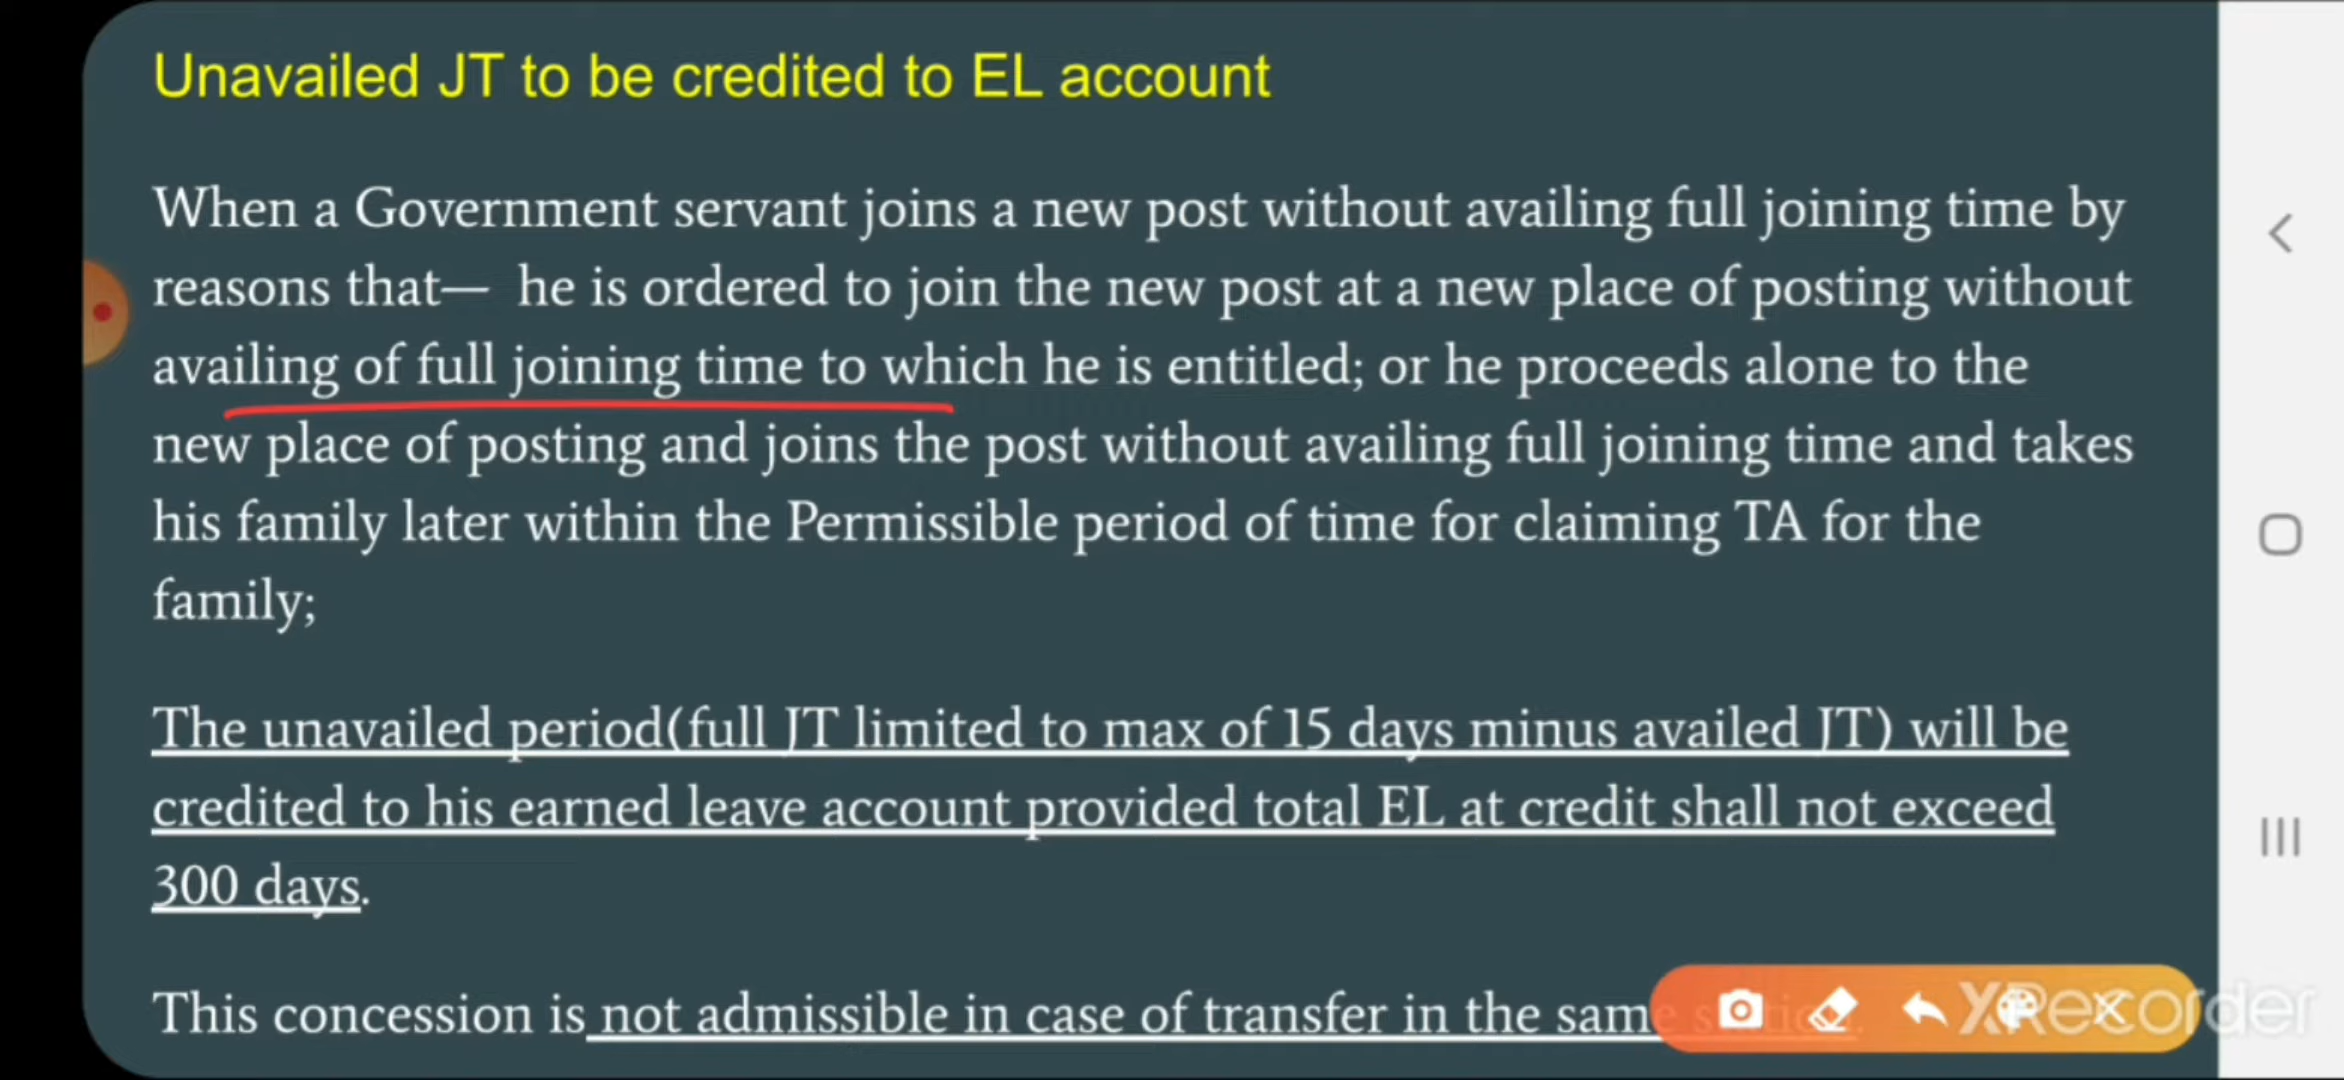 Unavailed JT to be credited to EL account
When a Government servant joins a new post without availing full joining time by
reasons that— he is ordered to join the new post at a new place of posting without
availing of full joining time to which he is entitled; or he proceeds alone to the
new place of posting and joins the post without availing full joining time and takes
his family later within the Permissible period of time for claiming TA for the
family;
The unavailed period(full JT limited to max of 15 days minus availed JT) will be
credited to his earned leave account provided total EL at credit shall not exceed
300 days.
This concession is not admissible in case of transfer in the same
XRecorder